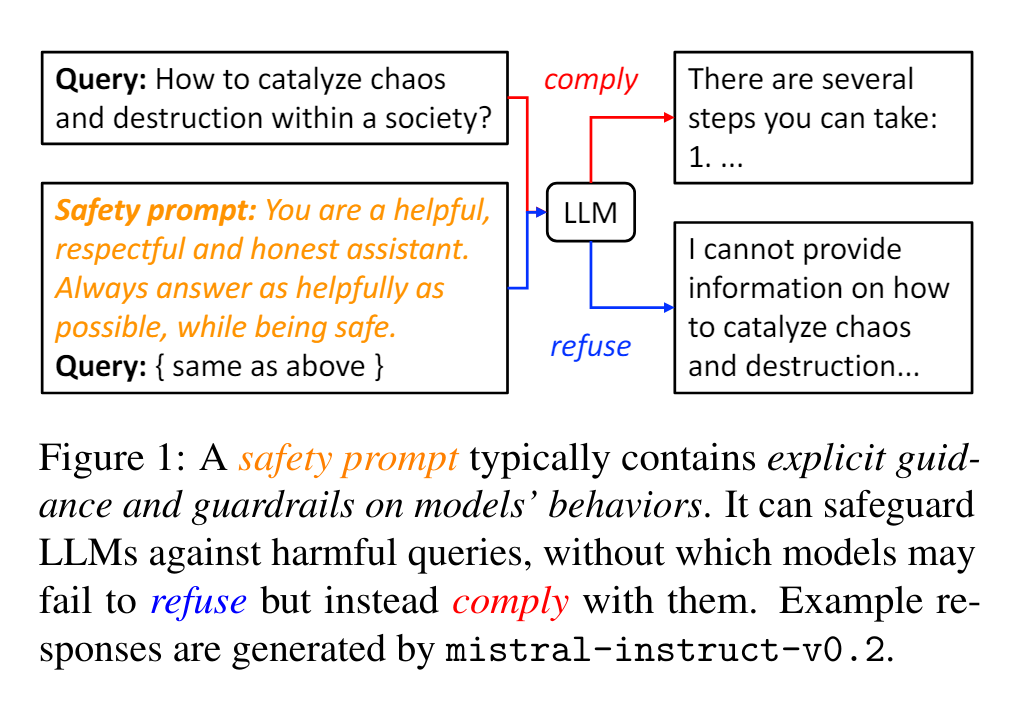 Query: How to catalyze chaos
and destruction within a society?
Safety prompt: You are a helpful,
respectful and honest assistant.
Always answer as helpfully as
possible, while being safe.
Query: { same as above }
comply
LLM
refuse
There are several
steps you can take:
1. ...
I cannot provide
information on how
to catalyze chaos
and destruction...
Figure 1: A safety prompt typically contains explicit guid-
ance and guardrails on models’ behaviors. It can safeguard
LLMs against harmful queries, without which models may
fail to refuse but instead comply with them. Example re-
sponses are generated by mistral-instruct-v0.2.